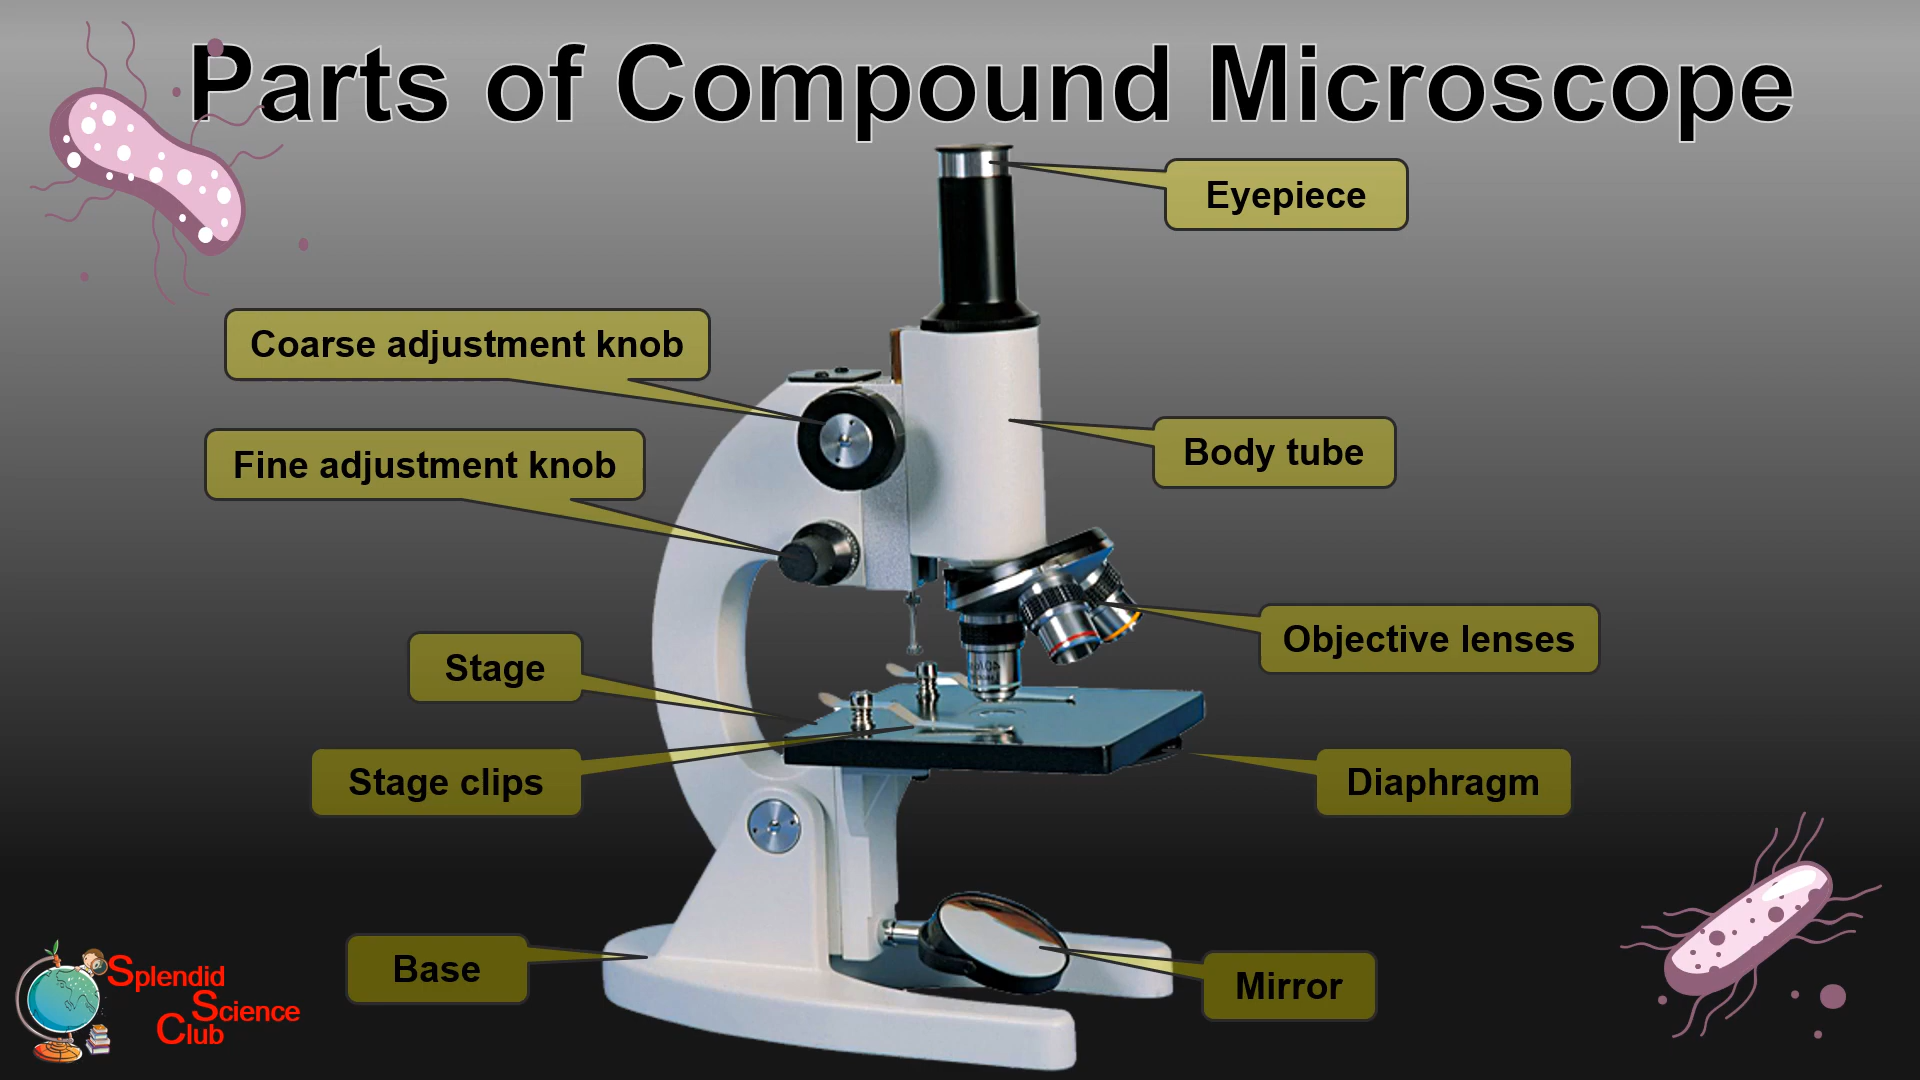 Parts of Compound Microscope
Eyepiece
Coarse adjustment knob
Body tube
Fine adjustment knob
Objective lenses
Stage
Stage clips
Diaphragm
Base
Mirror
Splendid
Science
Club